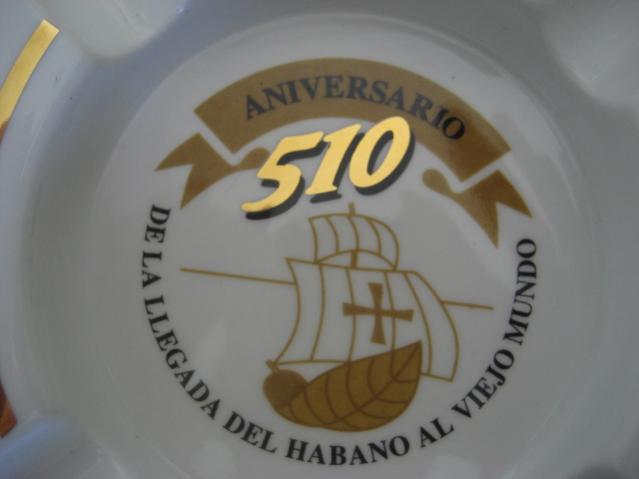 ANIVERSARIO
510
DE LA LLEGADA DEL HABANO AL VIEJO MUNDO